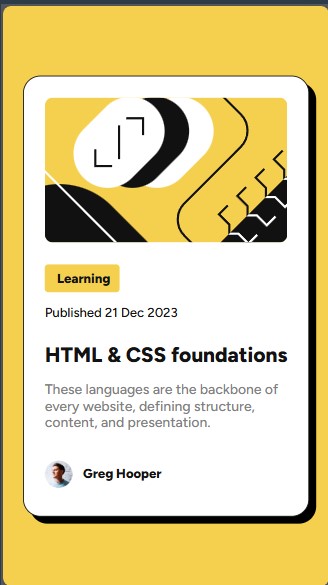 Learning
Published 21 Dec 2023
HTML & CSS foundations
These languages are the backbone of
every website, defining structure,
content, and presentation.
Greg Hooper